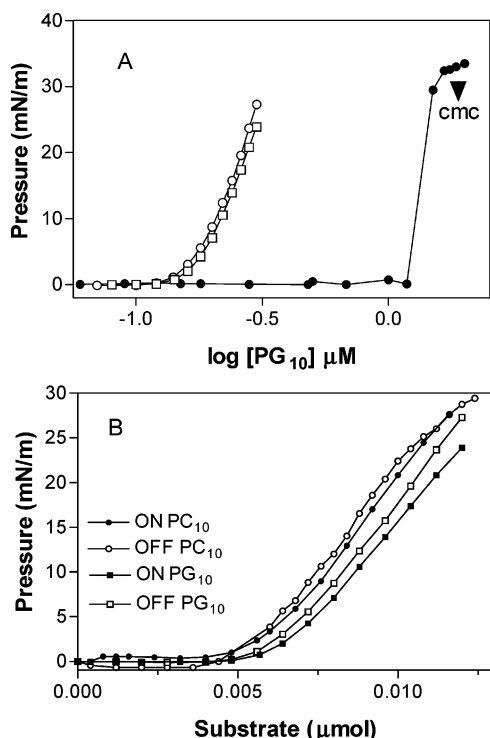 40
30
20
10
0
Pressure (mN/m)
A
cmc
-1.0
-0.5
0.0
log [PG₁₀] μM
30
25
20
15
10
5
0
Pressure (mN/m)
B
ON PC₁₀
OFF PC₁₀
ON PG₁₀
OFF PG₁₀
0.000
0.005
0.010
Substrate (μmol)